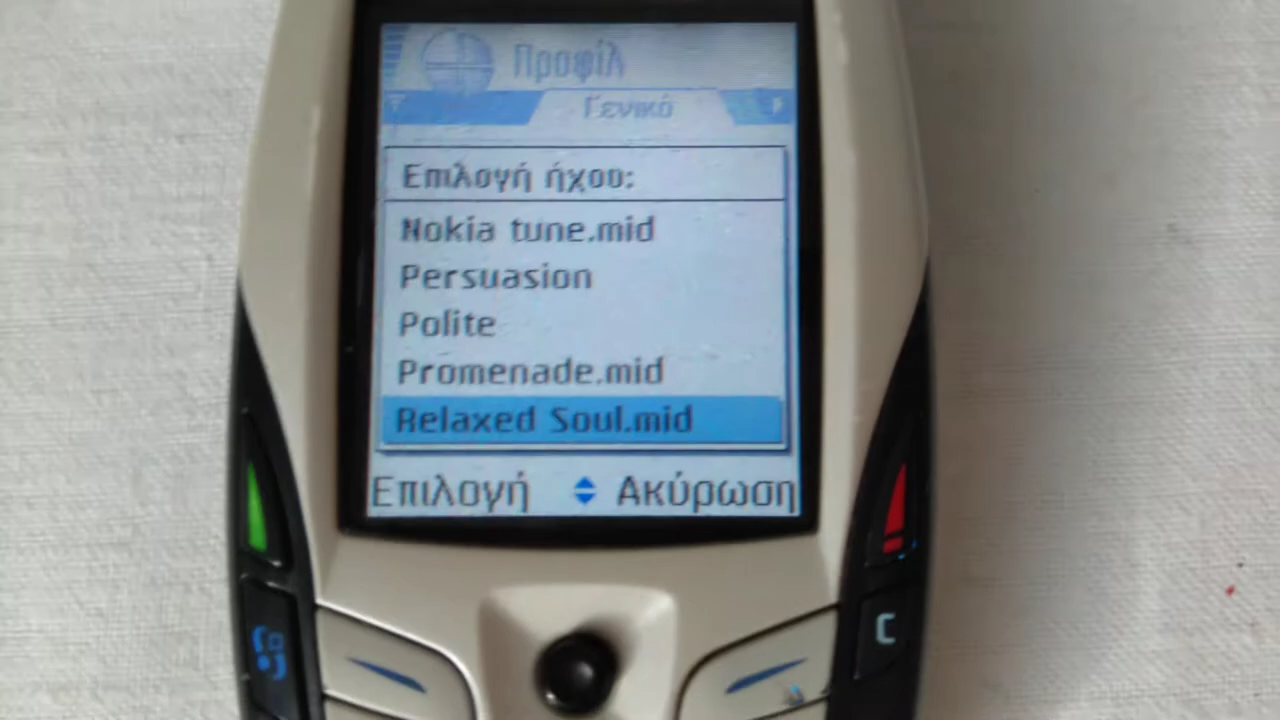 Προφίλ
Γενικό
Επιλογή ήχου:
Nokia tune.mid
Persuasion
Polite
Promenade.mid
Relaxed Soul.mid
Επιλογή Ακύρωση
C